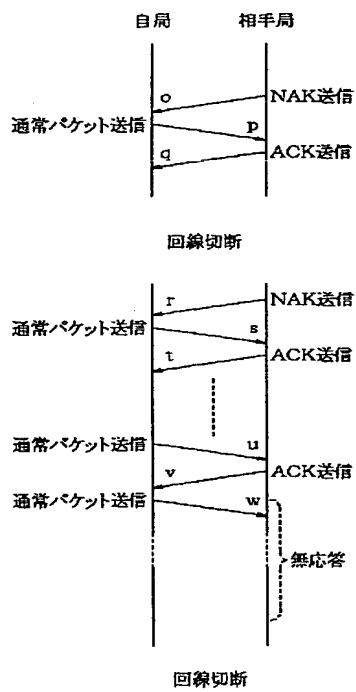 自局 相手局
o NAK送信
通常パケット送信 p
q ACK送信
回線切断
r NAK送信
通常パケット送信 s
t ACK送信
通常パケット送信 u
v ACK送信
通常パケット送信 w
無応答
回線切断